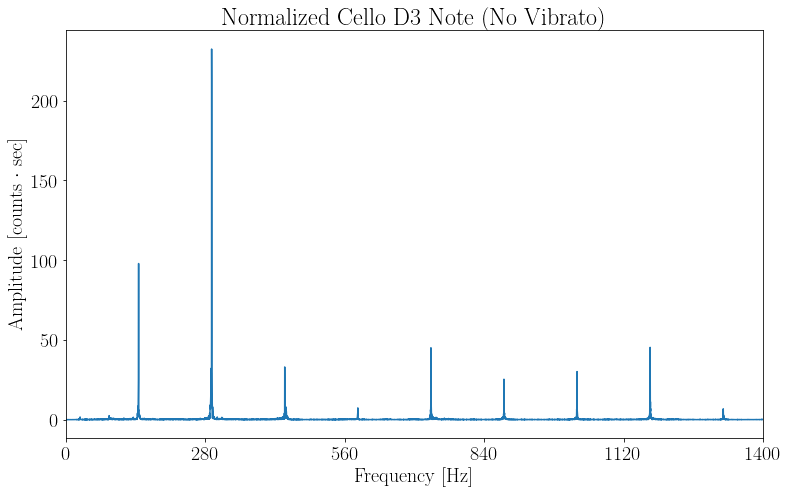 Normalized Cello D3 Note (No Vibrato)
200
150
100
50
0
Amplitude [counts · sec]
0 280 560 840 1120 1400
Frequency [Hz]